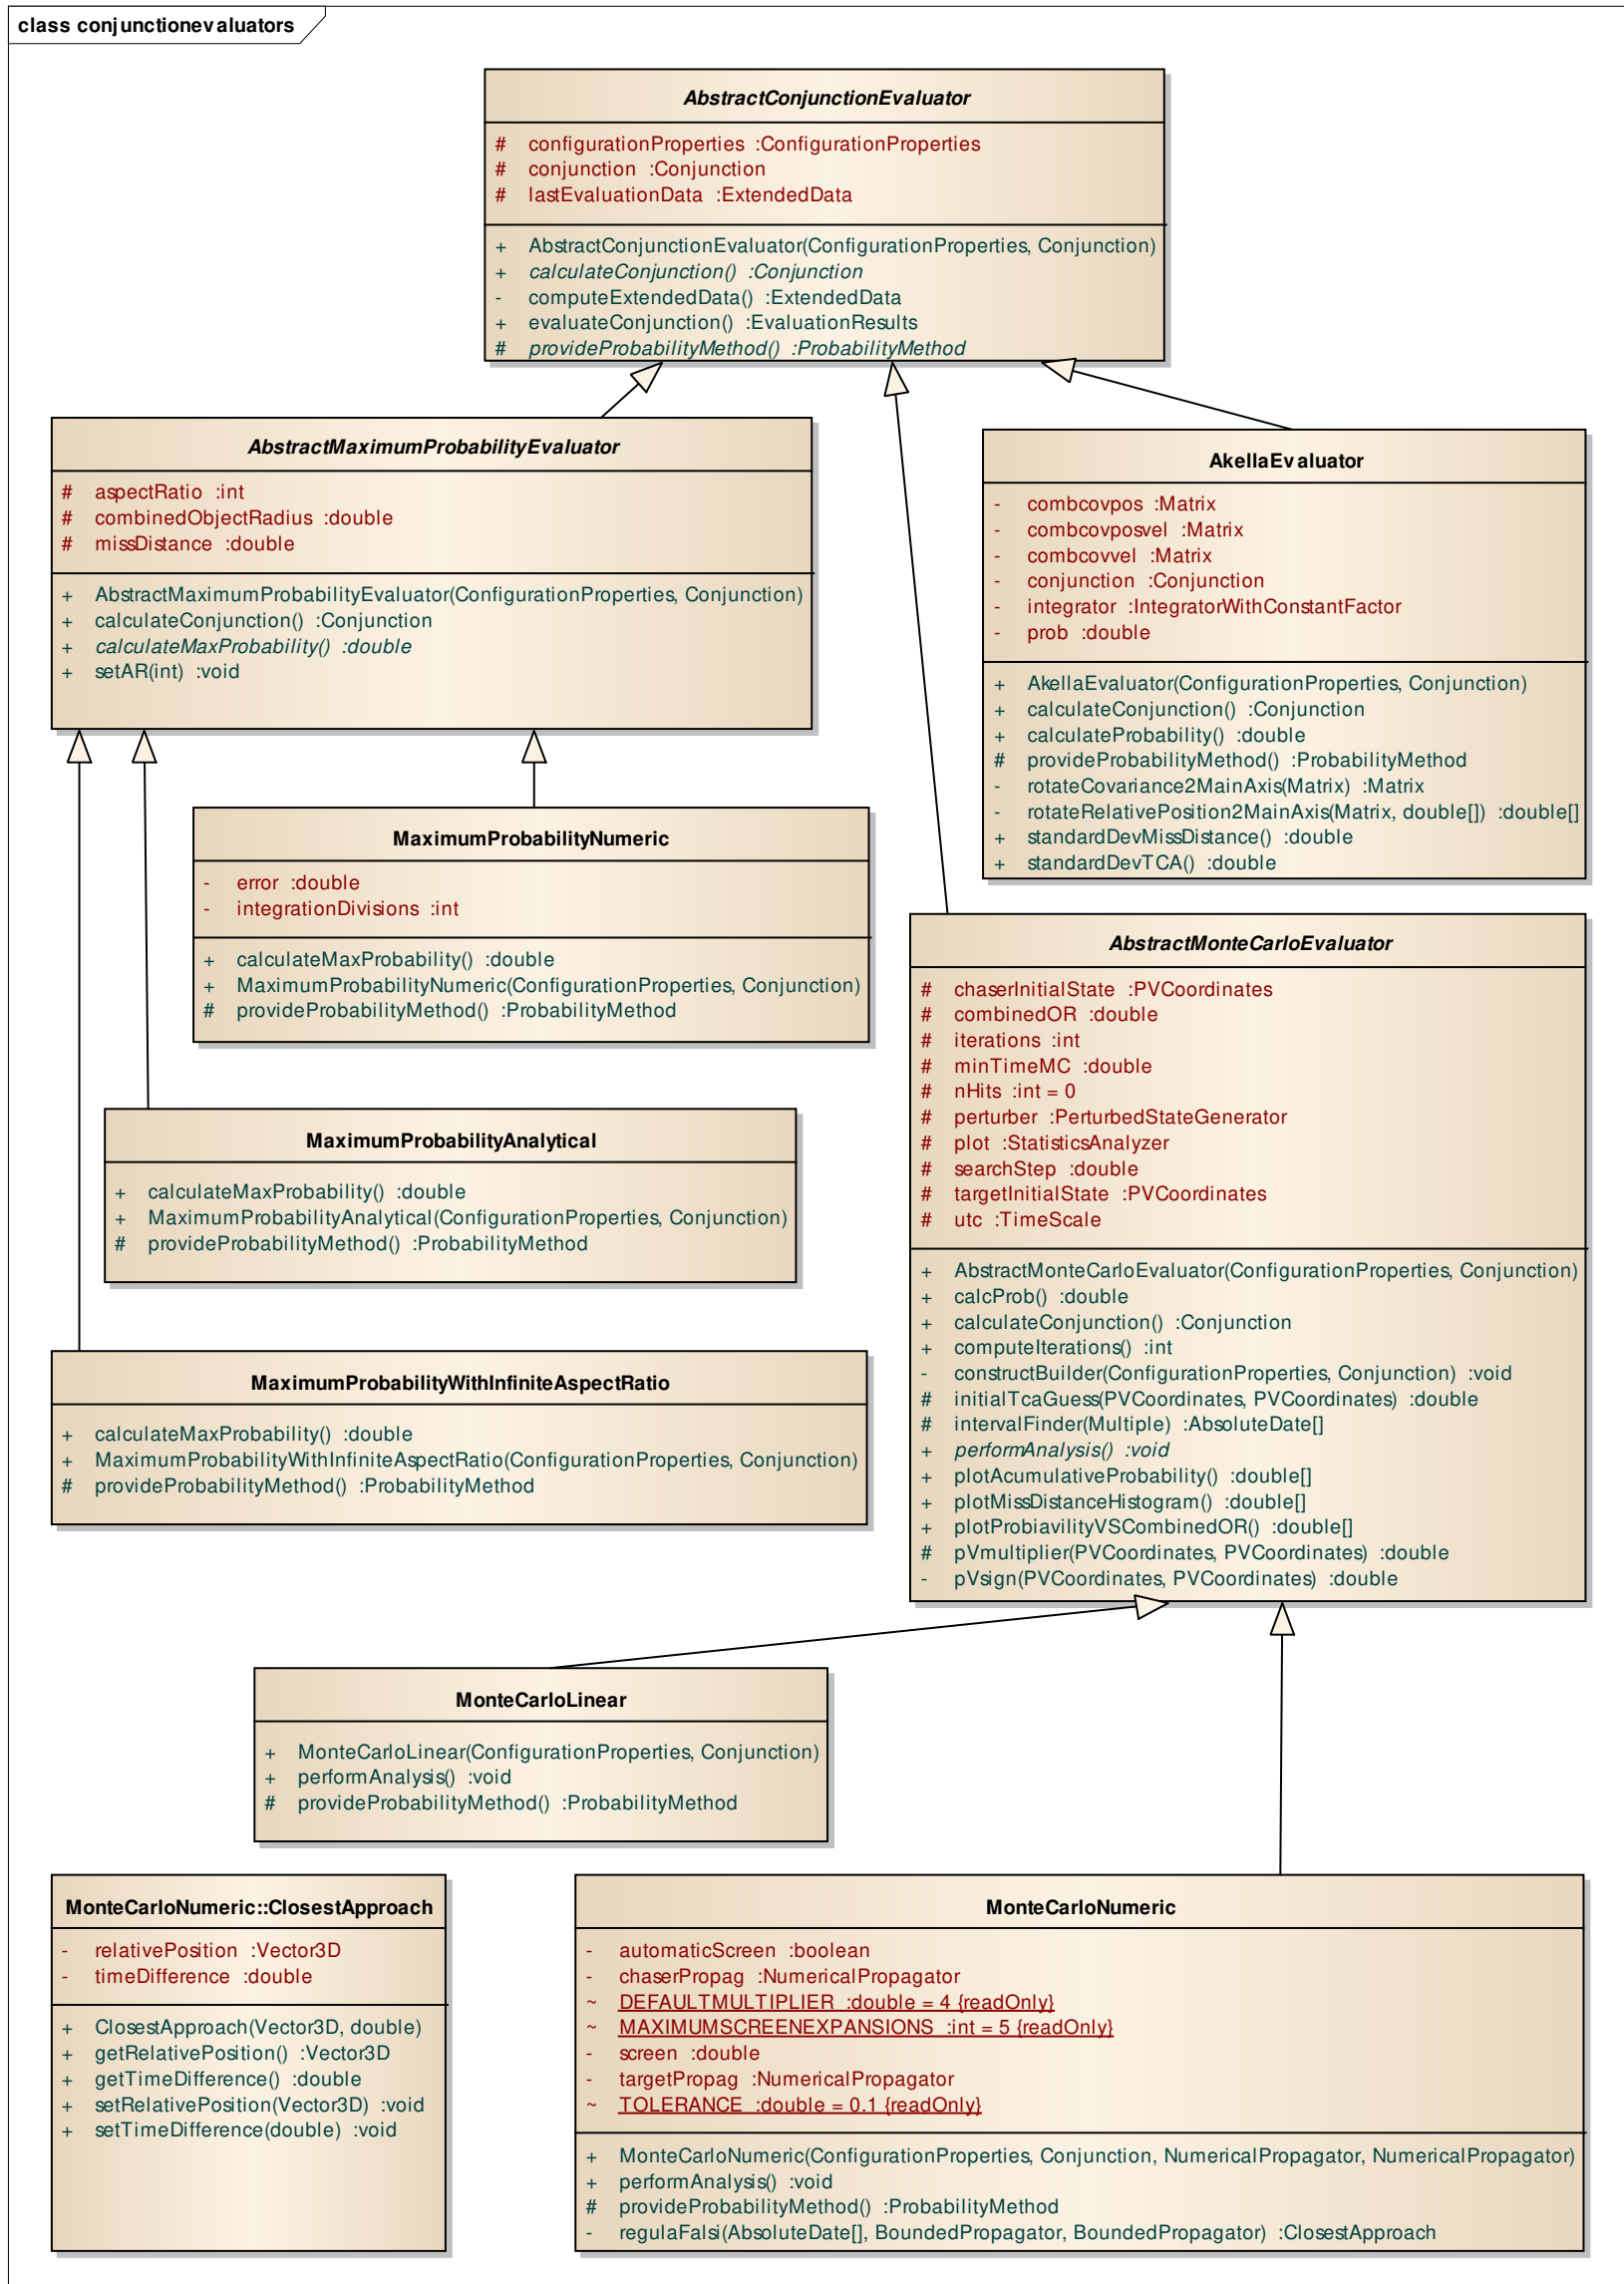 class conjunctionevaluators
AbstractConjunctionEvaluator
# configurationProperties :ConfigurationProperties
# conjunction :Conjunction
# lastEvaluationData :ExtendedData
+ AbstractConjunctionEvaluator(ConfigurationProperties, Conjunction)
+ calculateConjunction() :Conjunction
- computeExtendedData() :ExtendedData
+ evaluateConjunction() :EvaluationResults
# provideProbabilityMethod() :ProbabilityMethod
AbstractMaximumProbabilityEvaluator
# aspectRatio :int
# combinedObjectRadius :double
# missDistance :double
+ AbstractMaximumProbabilityEvaluator(ConfigurationProperties, Conjunction)
+ calculateConjunction() :Conjunction
+ calculateMaxProbability() :double
+ setAR(int) :void
AkellaEvaluator
- combcovpos :Matrix
- combcovposvel :Matrix
- combcovvel :Matrix
- conjunction :Conjunction
- integrator :IntegratorWithConstantFactor
- prob :double
+ AkellaEvaluator(ConfigurationProperties, Conjunction)
+ calculateConjunction() :Conjunction
+ calculateProbability() :double
# provideProbabilityMethod() :ProbabilityMethod
- rotateCovariance2MainAxis(Matrix) :Matrix
- rotateRelativePosition2MainAxis(Matrix, double[]) :double[]
+ standardDevMissDistance() :double
+ standardDevTCA() :double
MaximumProbabilityNumeric
- error :double
- integrationDivisions :int
+ calculateMaxProbability() :double
+ MaximumProbabilityNumeric(ConfigurationProperties, Conjunction)
# provideProbabilityMethod() :ProbabilityMethod
AbstractMonteCarloEvaluator
# chaserInitialState :PVCoordinates
# combinedOR :double
# iterations :int
# minTimeMC :double
# nHits :int = 0
# perturber :PerturbedStateGenerator
# plot :StatisticsAnalyzer
# searchStep :double
# targetInitialState :PVCoordinates
# utc :TimeScale
+ AbstractMonteCarloEvaluator(ConfigurationProperties, Conjunction)
+ calcProb() :double
+ calculateConjunction() :Conjunction
+ computeIterations() :int
- constructBuilder(ConfigurationProperties, Conjunction) :void
# initialTcaGuess(PVCoordinates, PVCoordinates) :double
# intervalFinder(Multiple) :AbsoluteDate[]
+ performAnalysis() :void
+ plotAcumulativeProbability() :double[]
+ plotMissDistanceHistogram() :double[]
+ plotProbiavilityVSCombinedOR() :double[]
# pVmultiplier(PVCoordinates, PVCoordinates) :double
- pVsign(PVCoordinates, PVCoordinates) :double
MaximumProbabilityAnalytical
+ calculateMaxProbability() :double
+ MaximumProbabilityAnalytical(ConfigurationProperties, Conjunction)
# provideProbabilityMethod() :ProbabilityMethod
MaximumProbabilityWithInfiniteAspectRatio
+ calculateMaxProbability() :double
+ MaximumProbabilityWithInfiniteAspectRatio(ConfigurationProperties, Conjunction)
# provideProbabilityMethod() :ProbabilityMethod
MonteCarloLinear
+ MonteCarloLinear(ConfigurationProperties, Conjunction)
+ performAnalysis() :void
# provideProbabilityMethod() :ProbabilityMethod
MonteCarloNumeric::ClosestApproach
- relativePosition :Vector3D
- timeDifference :double
+ ClosestApproach(Vector3D, double)
+ getRelativePosition() :Vector3D
+ getTimeDifference() :double
+ setRelativePosition(Vector3D) :void
+ setTimeDifference(double) :void
MonteCarloNumeric
- automaticScreen :boolean
- chaserPropag :NumericalPropagator
~ DEFAULTMULTIPLIER :double = 4 {readOnly}
~ MAXIMUMSCREENEXPANSIONS :int = 5 {readOnly}
- screen :double
- targetPropag :NumericalPropagator
~ TOLERANCE :double = 0.1 {readOnly}
+ MonteCarloNumeric(ConfigurationProperties, Conjunction, NumericalPropagator, NumericalPropagator)
+ performAnalysis() :void
# provideProbabilityMethod() :ProbabilityMethod
- regulaFalsi(AbsoluteDate[], BoundedPropagator, BoundedPropagator) :ClosestApproach